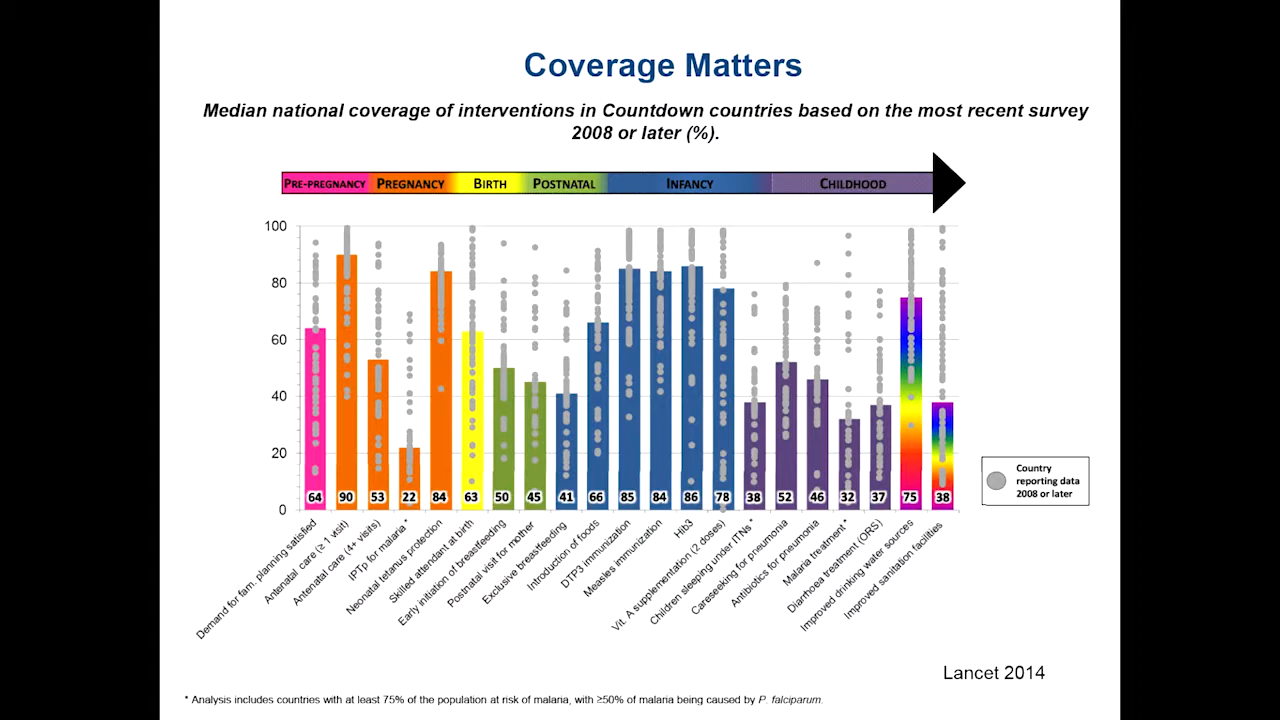 Coverage Matters
Median national coverage of interventions in Countdown countries based on the most recent survey
2008 or later (%).
PRE-PREGNANCY PREGNANCY BIRTH POSTNATAL INFANCY CHILDHOOD
100
80
60
40
20
0
64 90 53 22 84 63 50 45 41 66 85 84 86 78 38 52 46 32 37 75 38
Demand for fam. planning satisfied
Antenatal care (≥ 1 visit)
Antenatal care (4+ visits)
IPTp for malaria *
Neonatal tetanus protection
Skilled attendant at birth
Early initiation of breastfeeding
Postnatal visit for mother
Exclusive breastfeeding
Introduction of foods
DTP3 immunization
Measles immunization
Hib3
Vit. A supplementation (2 doses)
Children sleeping under ITNs *
Careseeking for pneumonia
Antibiotics for pneumonia
Malaria treatment *
Diarrhoea treatment (ORS)
Improved drinking water sources
Improved sanitation facilities
Country
reporting data
2008 or later
Lancet 2014
* Analysis includes countries with at least 75% of the population at risk of malaria, with ≥50% of malaria being caused by P. falciparum.